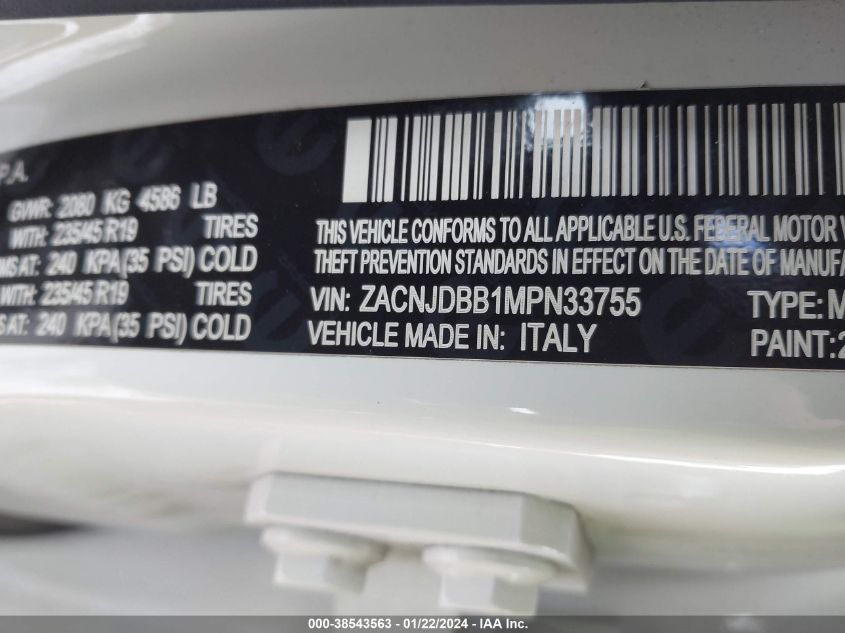 P.A.
GVWR: 2080 KG 4586 LB
WITH: 235/45 R19 TIRES
MS AT: 240 KPA(35 PSI) COLD
WITH: 235/45 R19 TIRES
S AT: 240 KPA(35 PSI) COLD
THIS VEHICLE CONFORMS TO ALL APPLICABLE U.S. FEDERAL MOTOR V
THEFT PREVENTION STANDARDS IN EFFECT ON THE DATE OF MANUFA
VIN: ZACNJDBB1MPN33755 TYPE: M
VEHICLE MADE IN: ITALY PAINT:2
000-38543563 - 01/22/2024 - IAA Inc.